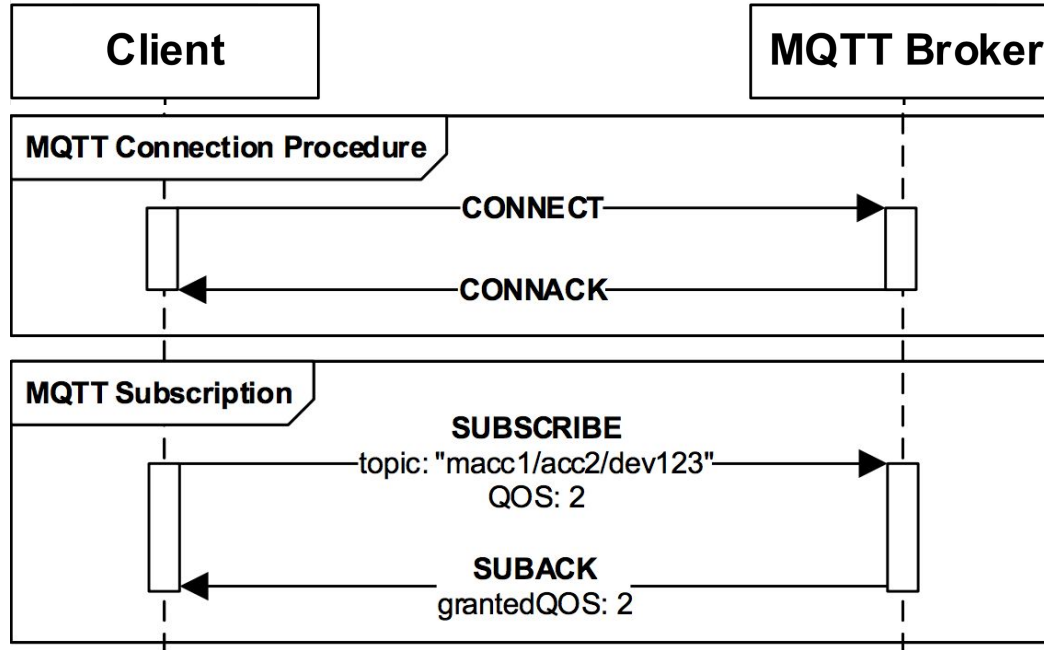 Client
MQTT Broker
MQTT Connection Procedure
CONNECT
CONNACK
MQTT Subscription
SUBSCRIBE
topic: "macc1/acc2/dev123"
QOS: 2
SUBACK
grantedQOS: 2